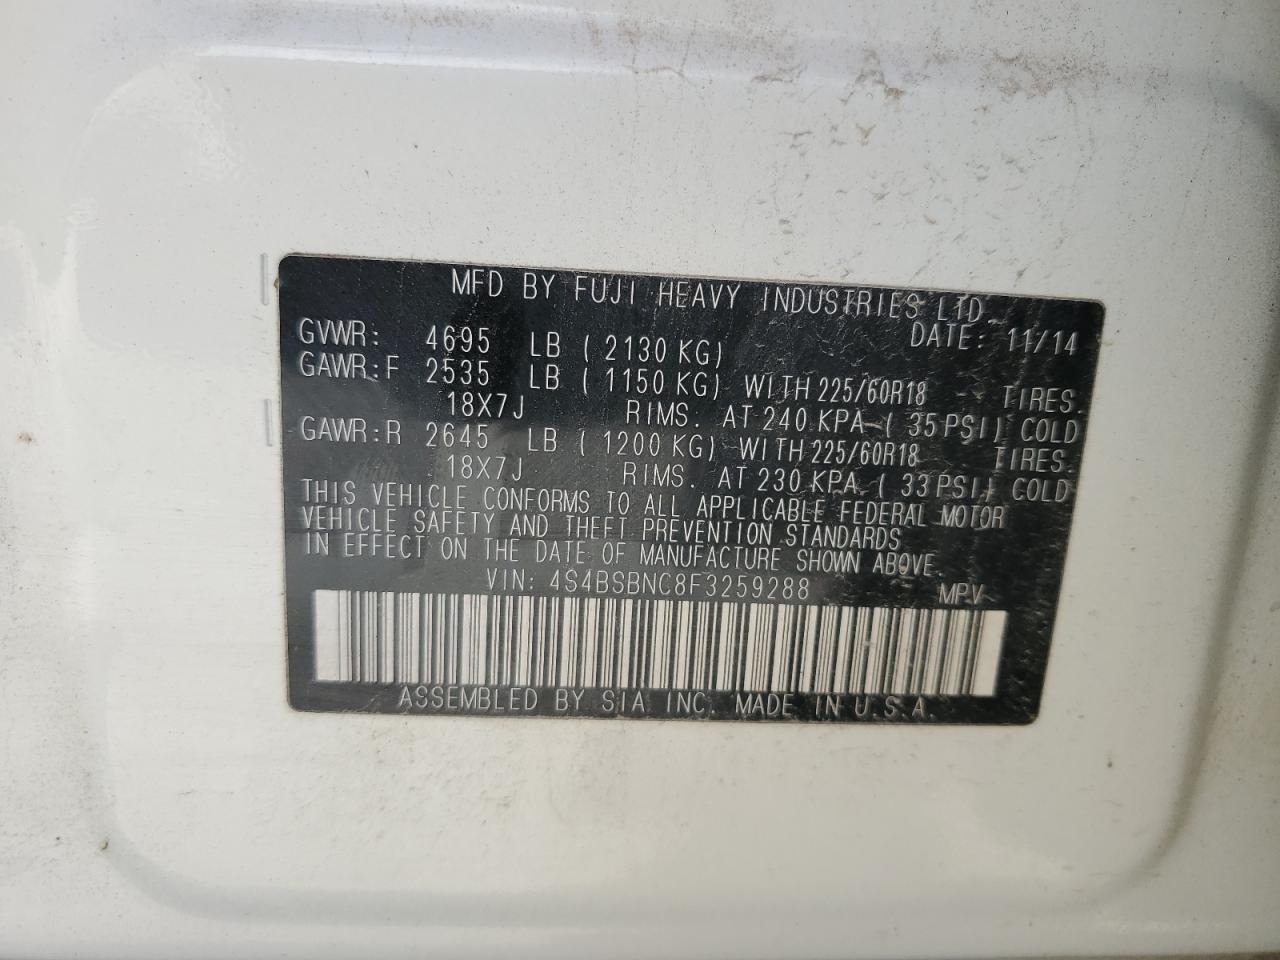 MFD BY FUJI HEAVY INDUSTRIES LTD.
DATE: 11/14
GVWR: 4695 LB ( 2130 KG)
GAWR:F 2535 LB ( 1150 KG) WITH 225/60R18 TIRES.
18X7J RIMS. AT 240 KPA ( 35 PSI) COLD
GAWR:R 2645 LB ( 1200 KG) WITH 225/60R18 TIRES.
18X7J RIMS. AT 230 KPA ( 33 PSI) COLD
THIS VEHICLE CONFORMS TO ALL APPLICABLE FEDERAL MOTOR
VEHICLE SAFETY AND THEFT PREVENTION STANDARDS
IN EFFECT ON THE DATE OF MANUFACTURE SHOWN ABOVE.
VIN: 4S4BSBNC8F3259288 MPV
ASSEMBLED BY SIA INC. MADE IN U.S.A.